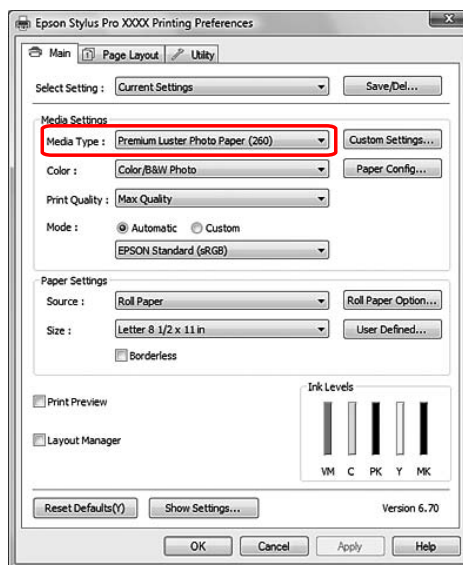 Epson Stylus Pro XXXX Printing Preferences
X
Main Page Layout Utility
Select Setting : Current Settings Save/Del...
Media Settings
Media Type : Premium Luster Photo Paper (260) Custom Settings...
Color : Color/B&W Photo Paper Config...
Print Quality : Max Quality
Mode : Automatic Custom
EPSON Standard (sRGB)
Paper Settings
Source : Roll Paper Roll Paper Option...
Size : Letter 8 1/2 x 11 in User Defined...
Borderless
Ink Levels
Print Preview
Layout Manager
VM C PK Y MK
Reset Defaults(Y) Show Settings... Version 6.70
OK Cancel Apply Help